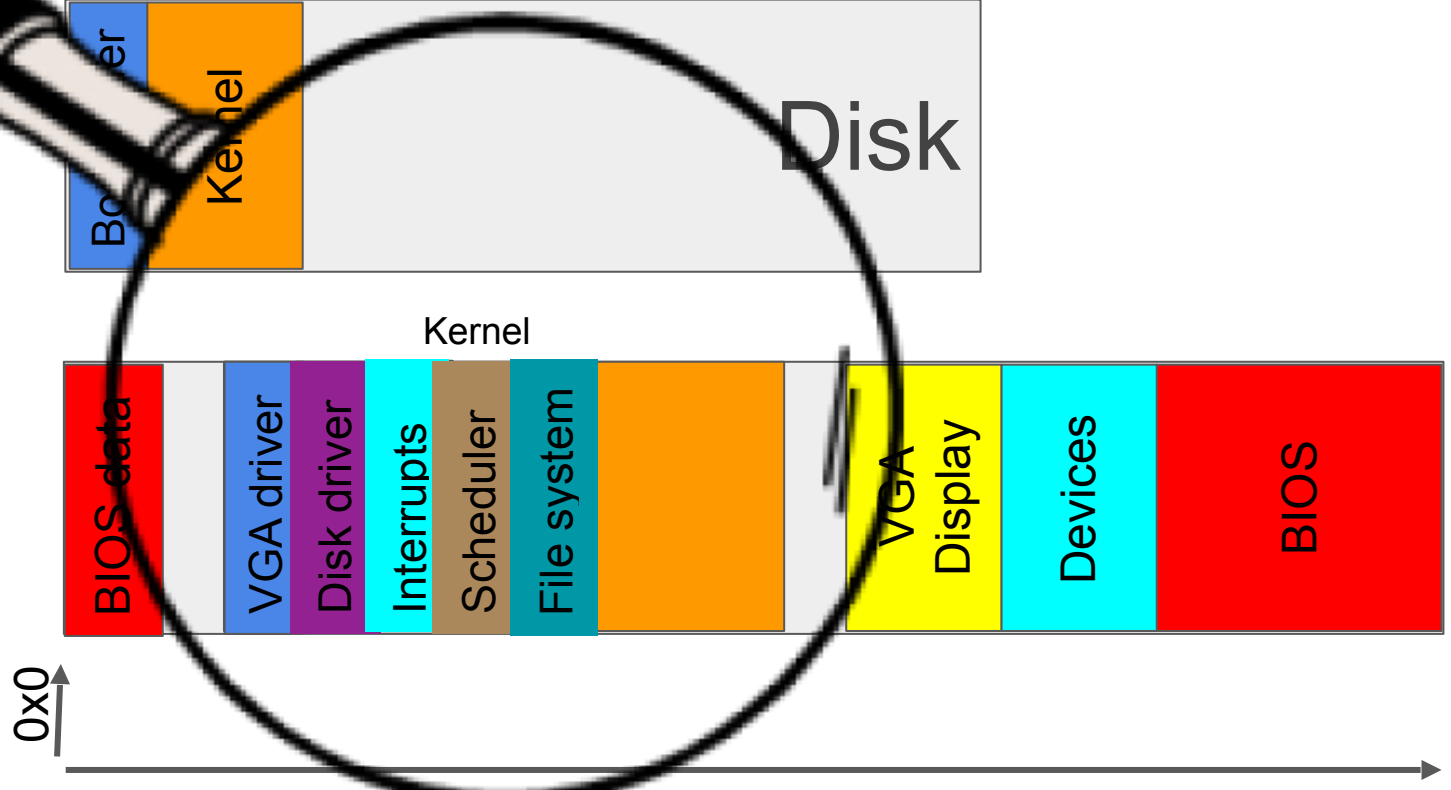 Kernel
Disk
Kernel
BIOS data
VGA driver
Disk driver
Interrupts
Scheduler
File system
VGA
Display
Devices
BIOS
0x0